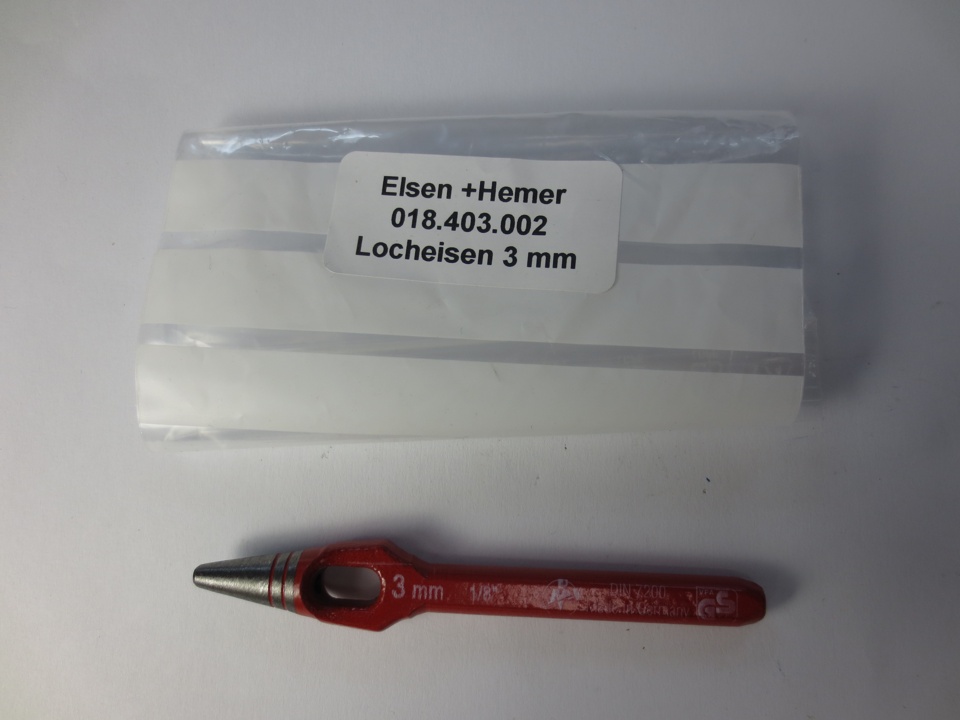 Elsen +Hemer
018.403.002
Locheisen 3 mm
3 mm 1/8" DIN 7200